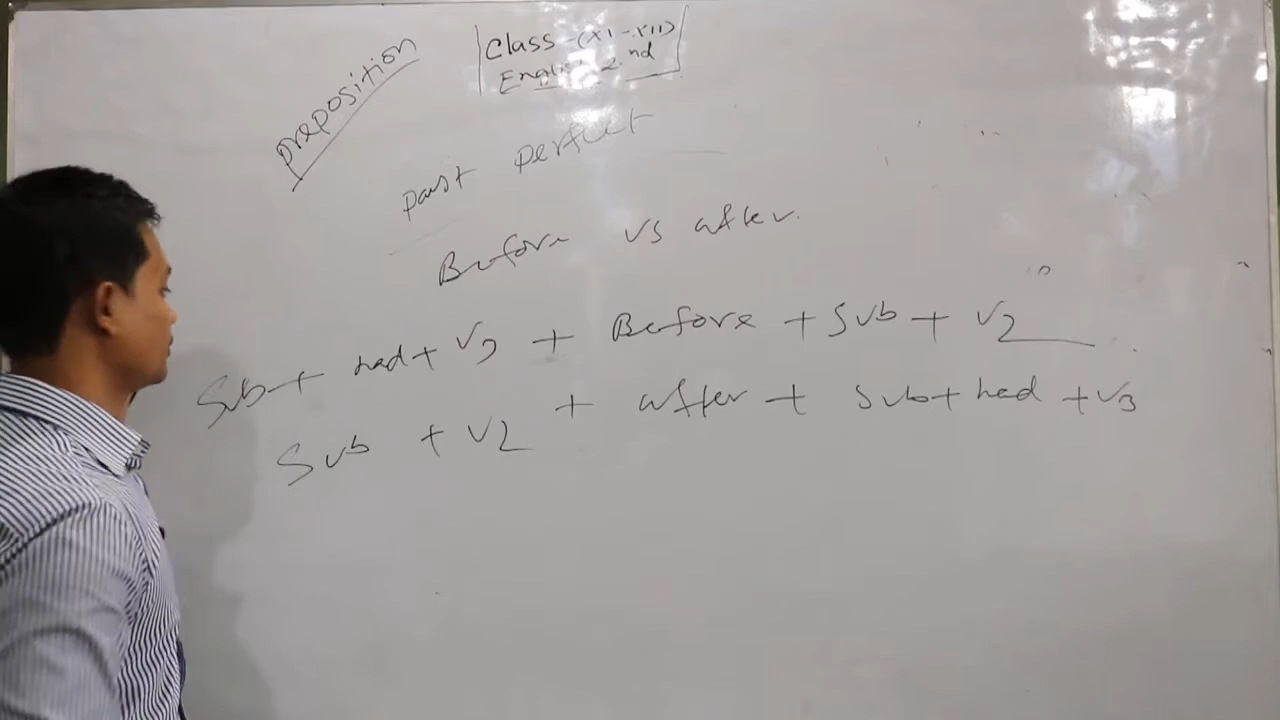 preposition
Class-(XI-XII)
English 2nd
past perfect
Before vs after.
Sub+ had+ V3 + Before + Sub + V2
Sub + V2 + after + Sub + had + V3